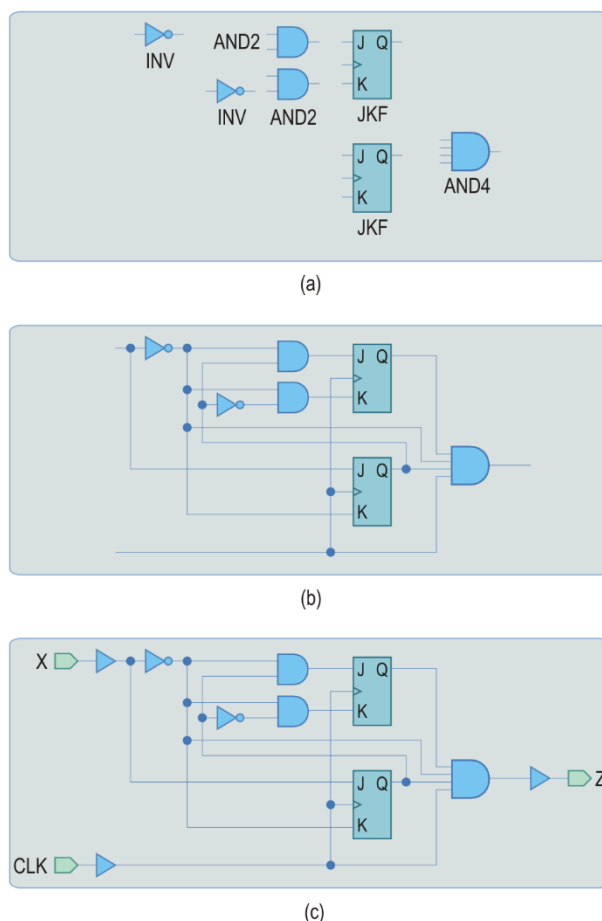 INV
AND2
J Q
K
JKF
INV
AND2
J Q
K
JKF
AND4
(a)
J Q
K
J Q
K
(b)
X
J Q
K
J Q
K
Z
CLK
(c)